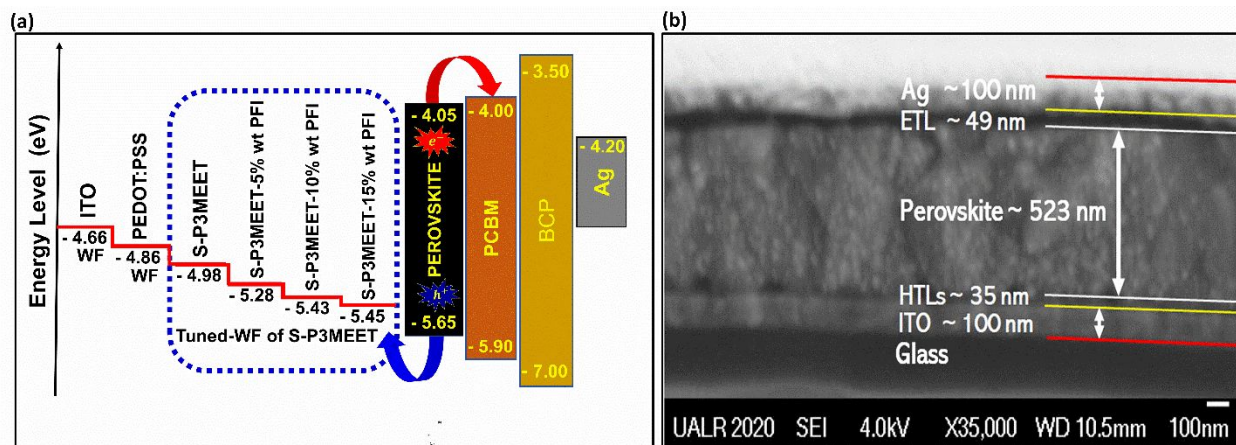 (a)
Energy Level (eV)
ITO
- 4.66
WF
PEDOT:PSS
- 4.86
WF
S-P3MEET
- 4.98
S-P3MEET-5% wt PFI
- 5.28
S-P3MEET-10% wt PFI
- 5.43
S-P3MEET-15% wt PFI
- 5.45
Tuned-WF of S-P3MEET
- 4.05
e⁻
PEROVSKITE
h⁺
- 5.65
- 4.00
PCBM
- 5.90
- 3.50
BCP
- 7.00
- 4.20
Ag
(b)
Ag ~ 100 nm
ETL ~ 49 nm
Perovskite ~ 523 nm
HTLs ~ 35 nm
ITO ~ 100 nm
Glass
UALR 2020 SEI 4.0kV X35,000 WD 10.5mm 100nm